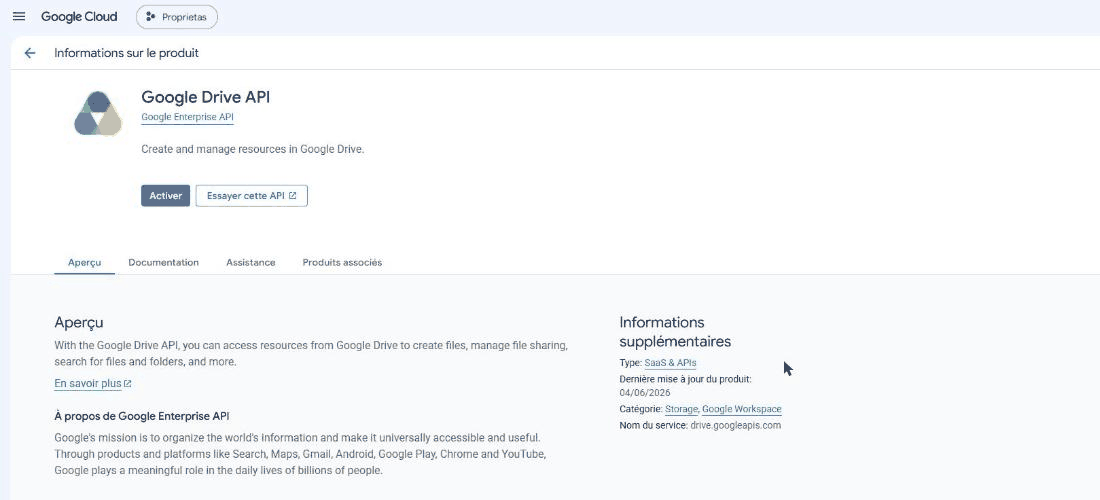 Google Cloud
Proprietas
Informations sur le produit
Google Drive API
Google Enterprise API
Create and manage resources in Google Drive.
Activer
Essayer cette API
Aperçu
Documentation
Assistance
Produits associés
Aperçu
With the Google Drive API, you can access resources from Google Drive to create files, manage file sharing,
search for files and folders, and more.
En savoir plus
À propos de Google Enterprise API
Google's mission is to organize the world's information and make it universally accessible and useful.
Through products and platforms like Search, Maps, Gmail, Android, Google Play, Chrome and YouTube,
Google plays a meaningful role in the daily lives of billions of people.
Informations
supplémentaires
Type: SaaS & APIs
Dernière mise à jour du produit:
04/06/2026
Catégorie: Storage, Google Workspace
Nom du service: drive.googleapis.com